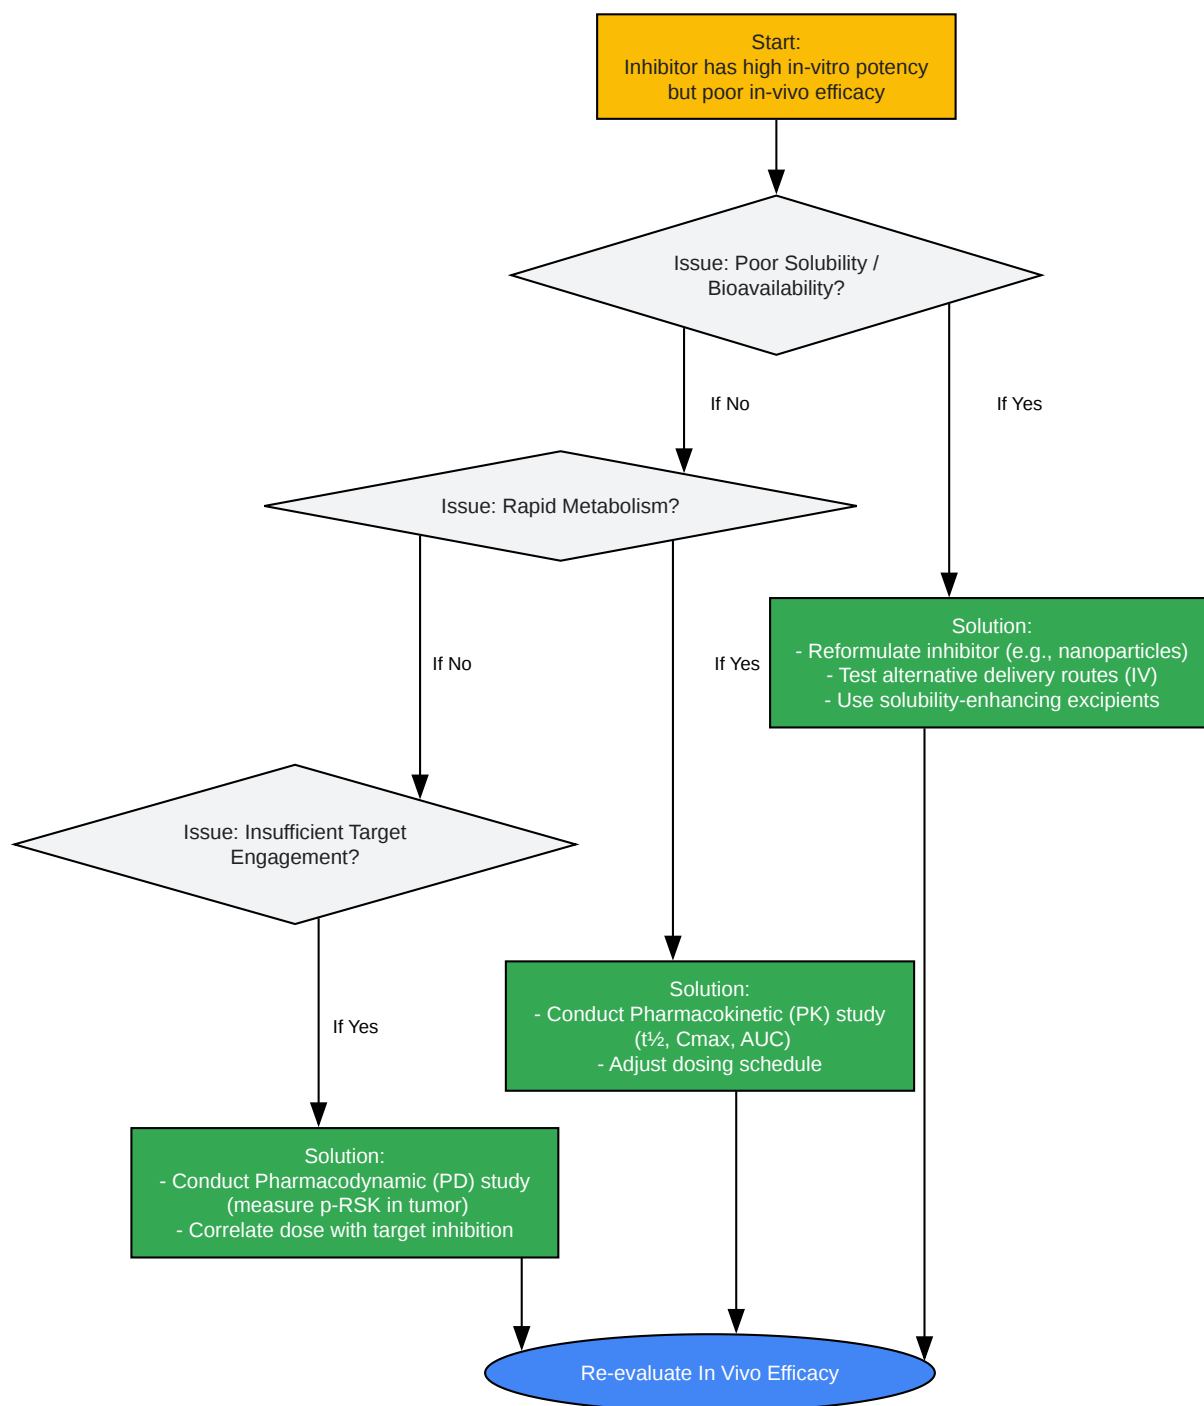 Start:
Inhibitor has high in-vitro potency
but poor in-vivo efficacy
Issue: Poor Solubility /
Bioavailability?
If No
If Yes
Issue: Rapid Metabolism?
If No
If Yes
Solution:
- Reformulate inhibitor (e.g., nanoparticles)
- Test alternative delivery routes (IV)
- Use solubility-enhancing excipients
Issue: Insufficient Target
Engagement?
If Yes
Solution:
- Conduct Pharmacokinetic (PK) study
(t½, Cmax, AUC)
- Adjust dosing schedule
Solution:
- Conduct Pharmacodynamic (PD) study
(measure p-RSK in tumor)
- Correlate dose with target inhibition
Re-evaluate In Vivo Efficacy